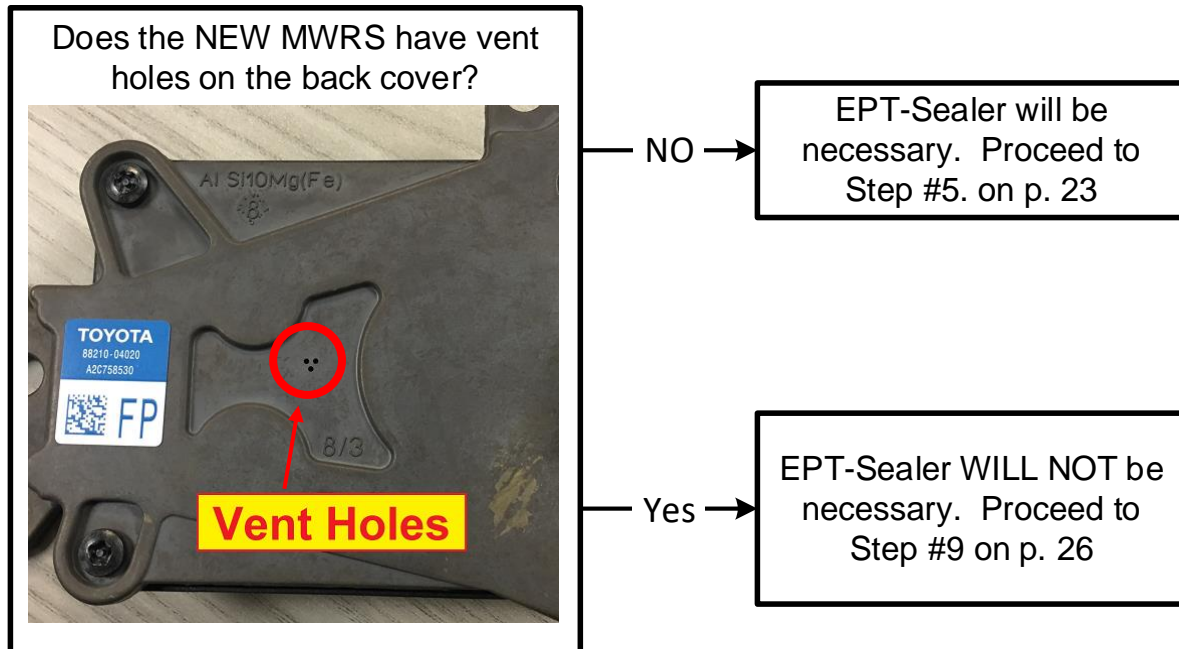 Does the NEW MWRS have vent
holes on the back cover?
Al Si10Mg(Fe)
8
TOYOTA
88210-04020
A2C758530
FP
8/3
Vent Holes
NO
EPT-Sealer will be
necessary. Proceed to
Step #5. on p. 23
Yes
EPT-Sealer WILL NOT be
necessary. Proceed to
Step #9 on p. 26